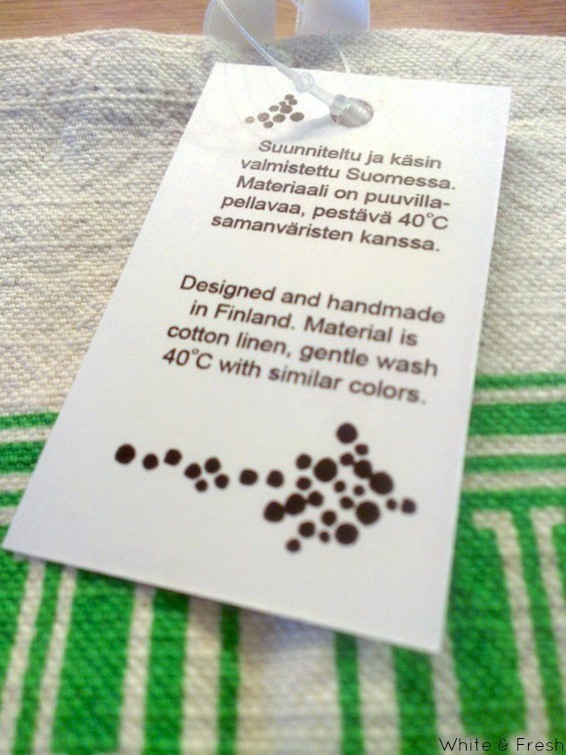 Suunniteltu ja käsin
valmistettu Suomessa.
Materiaali on puuvilla-
pellavaa, pestävä 40°C
samanväristen kanssa.
Designed and handmade
in Finland. Material is
cotton linen, gentle wash
40°C with similar colors.
White & Fresh